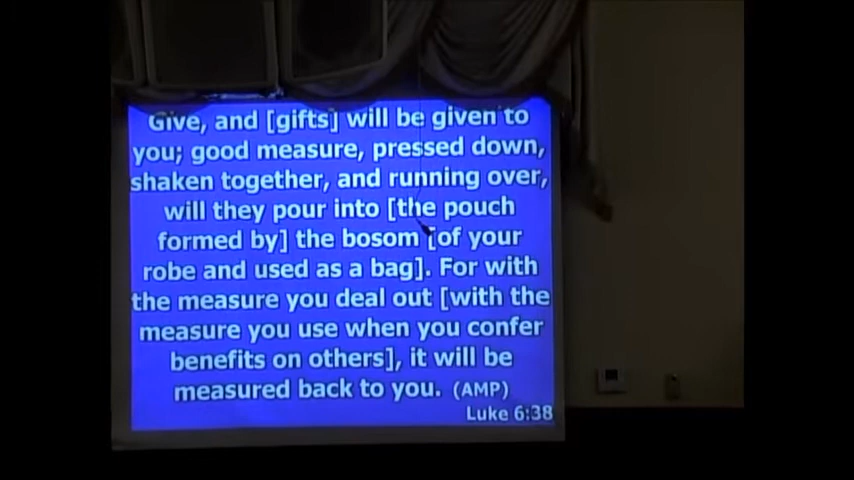 Give, and [gifts] will be given to
you; good measure, pressed down,
shaken together, and running over,
will they pour into [the pouch
formed by] the bosom [of your
robe and used as a bag]. For with
the measure you deal out [with the
measure you use when you confer
benefits on others], it will be
measured back to you. (AMP)
Luke 6:38